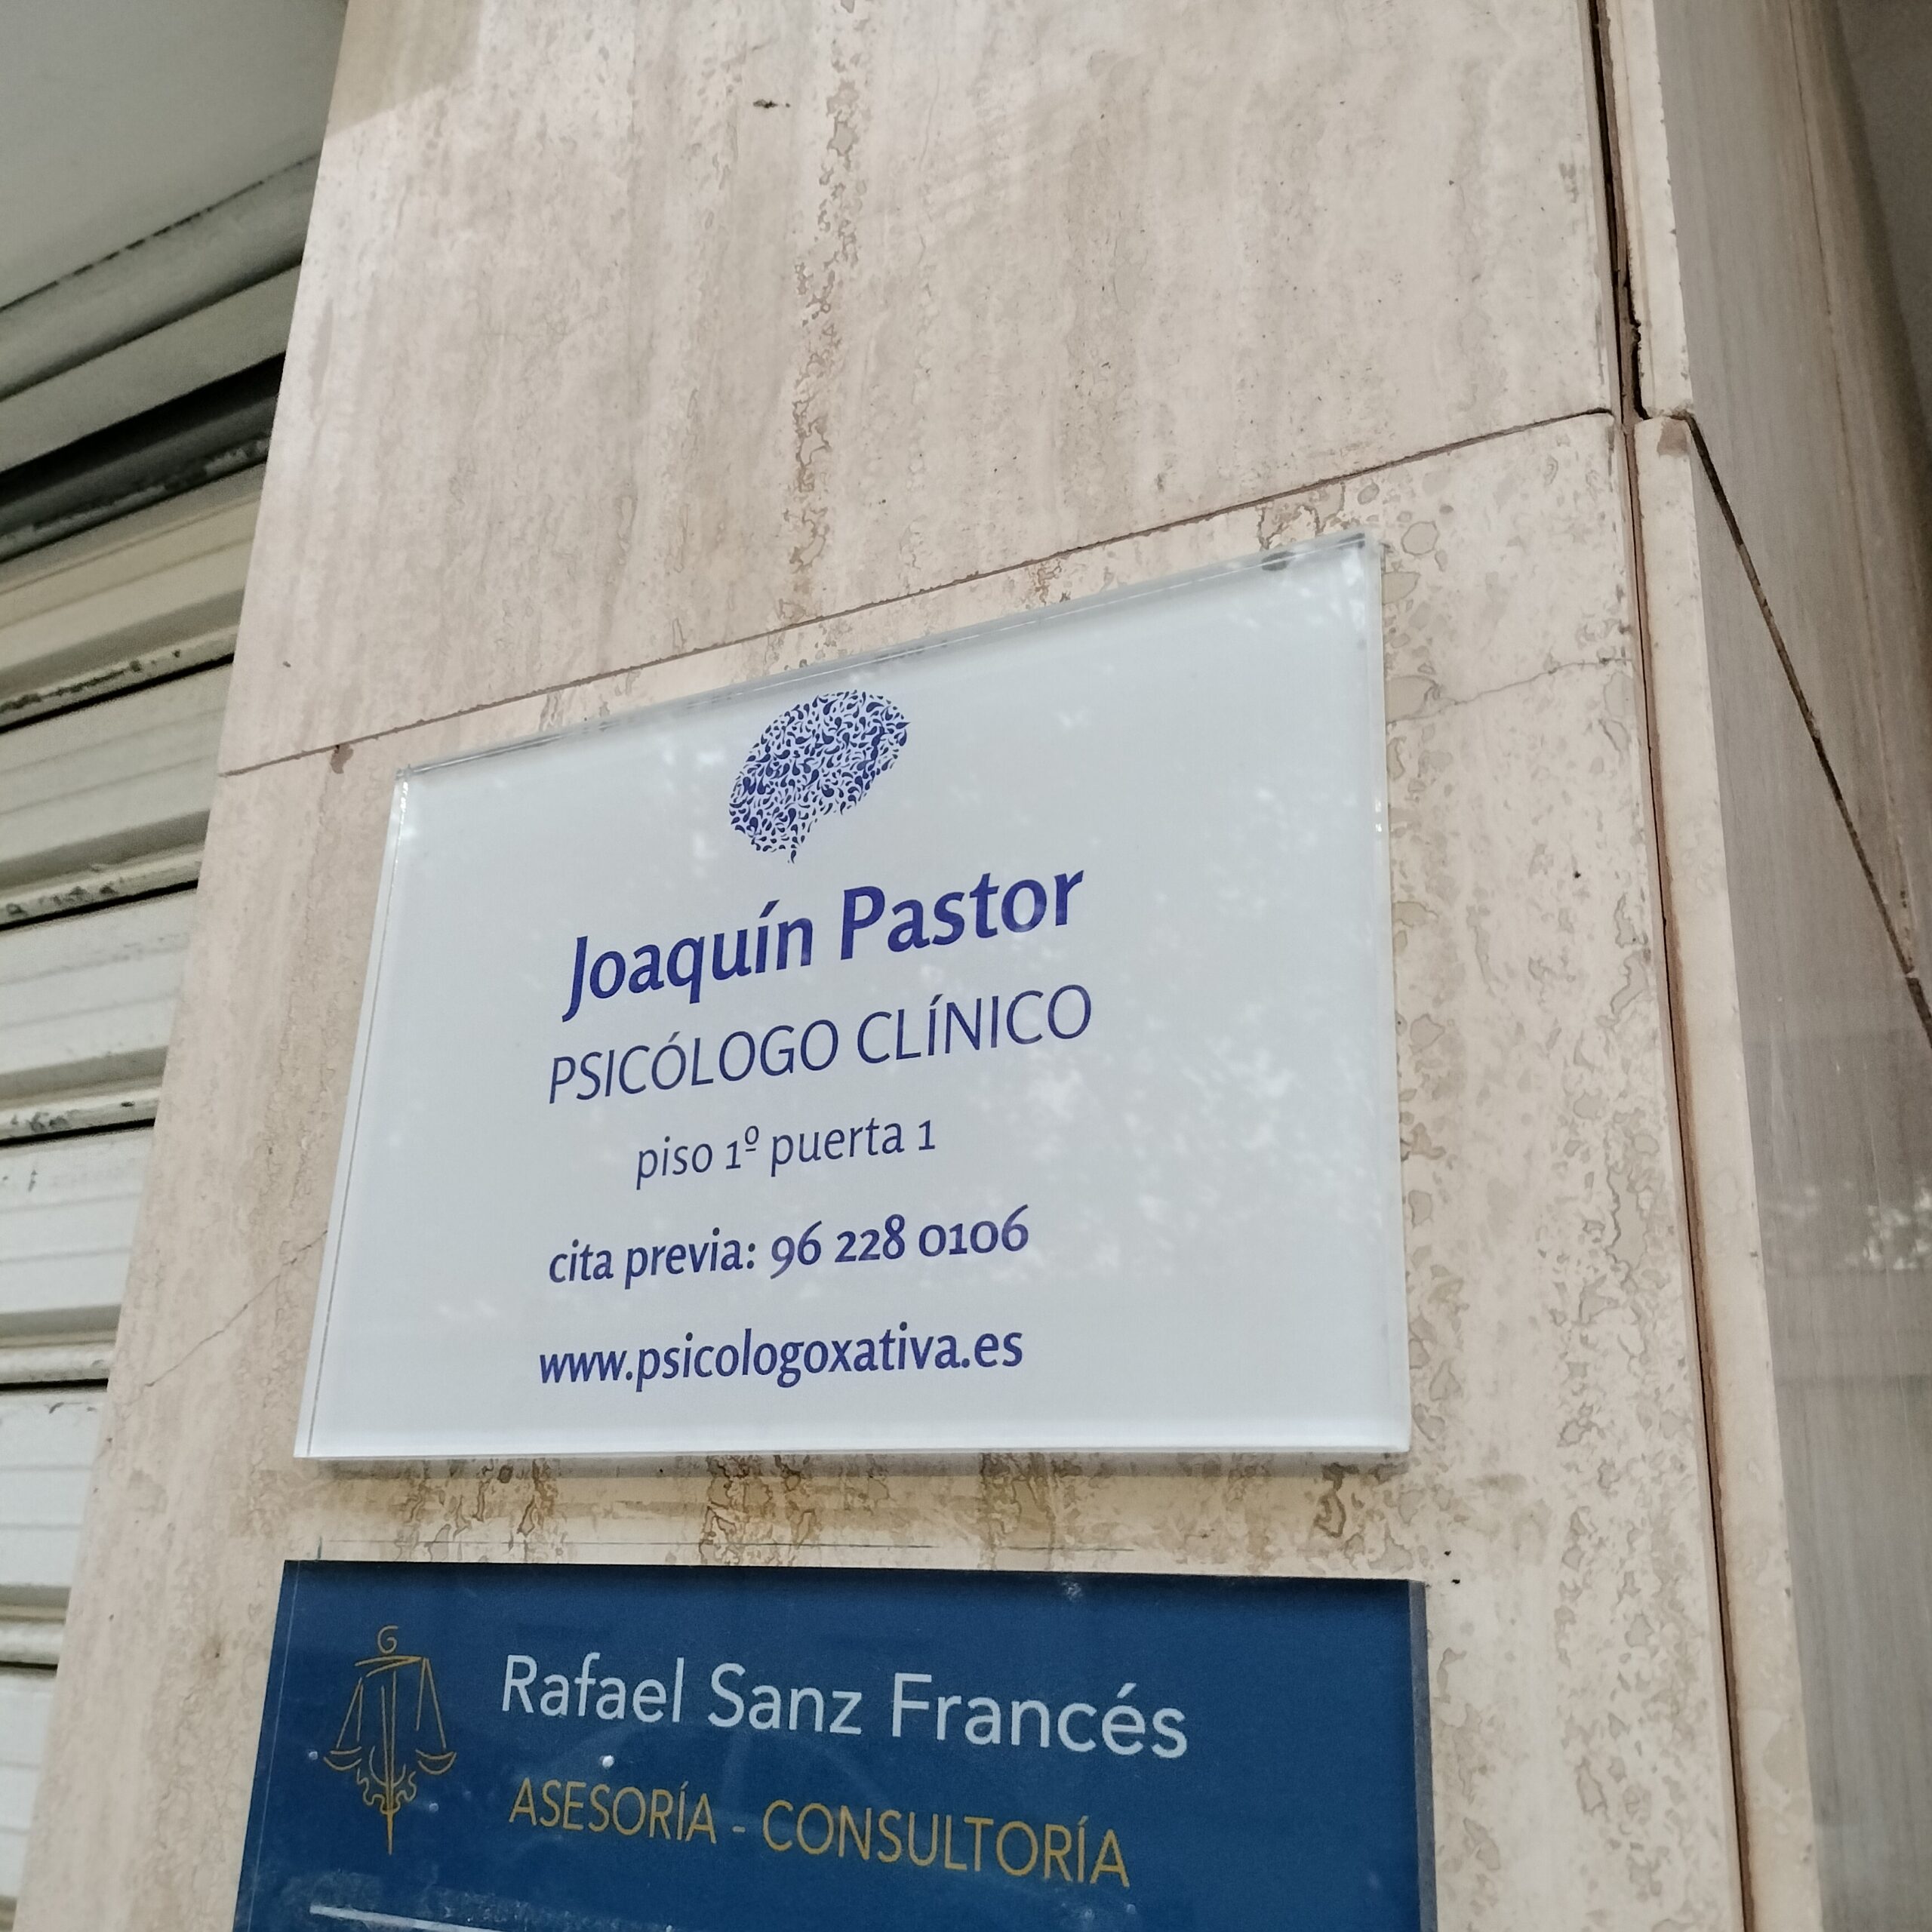 Joaquín Pastor
PSICÓLOGO CLÍNICO
piso 1º puerta 1
cita previa: 96 228 0106
www.psicologoxativa.es
Rafael Sanz Francés
ASESORÍA - CONSULTORÍA